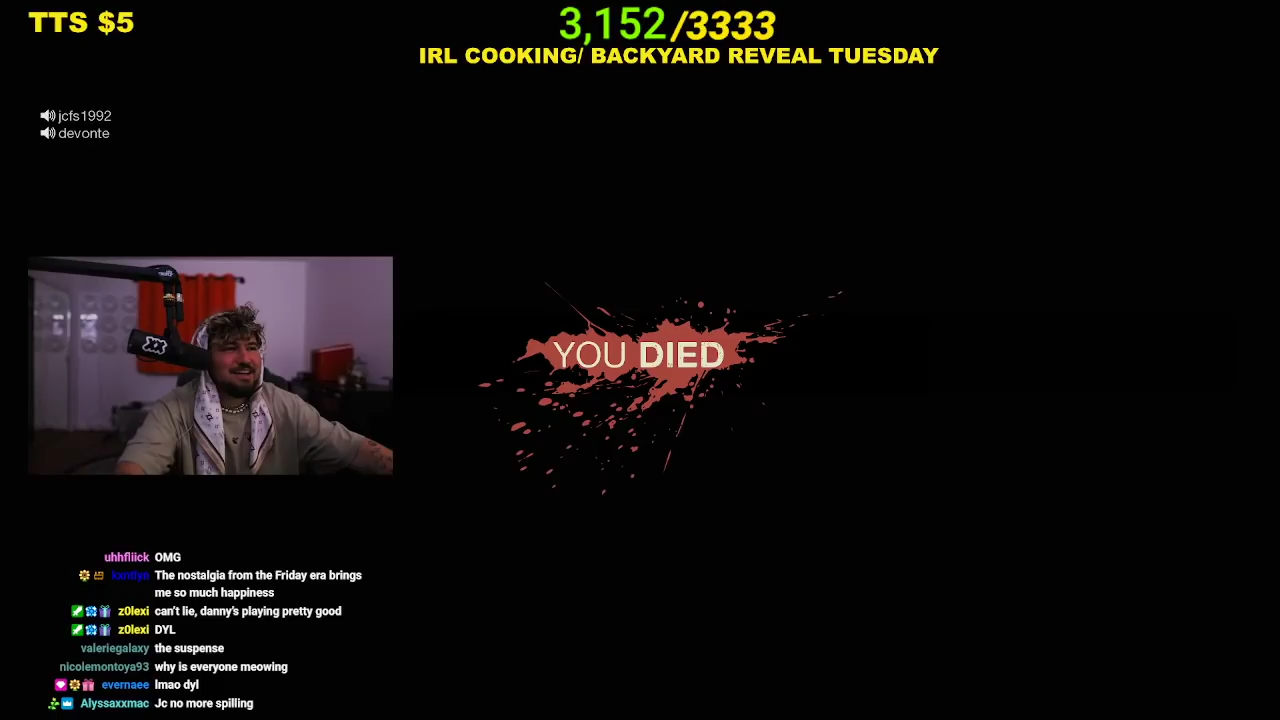 TTS $5
3,152/3333
IRL COOKING/ BACKYARD REVEAL TUESDAY
jcfs1992
devonte
XX
YOU DIED
uhhfliick OMG
kxntlyn The nostalgia from the Friday era brings
me so much happiness
z0lexi can't lie, danny's playing pretty good
z0lexi DYL
valeriegalaxy the suspense
nicolemontoya93 why is everyone meowing
evernaee lmao dyl
Alyssaxxmac Jc no more spilling